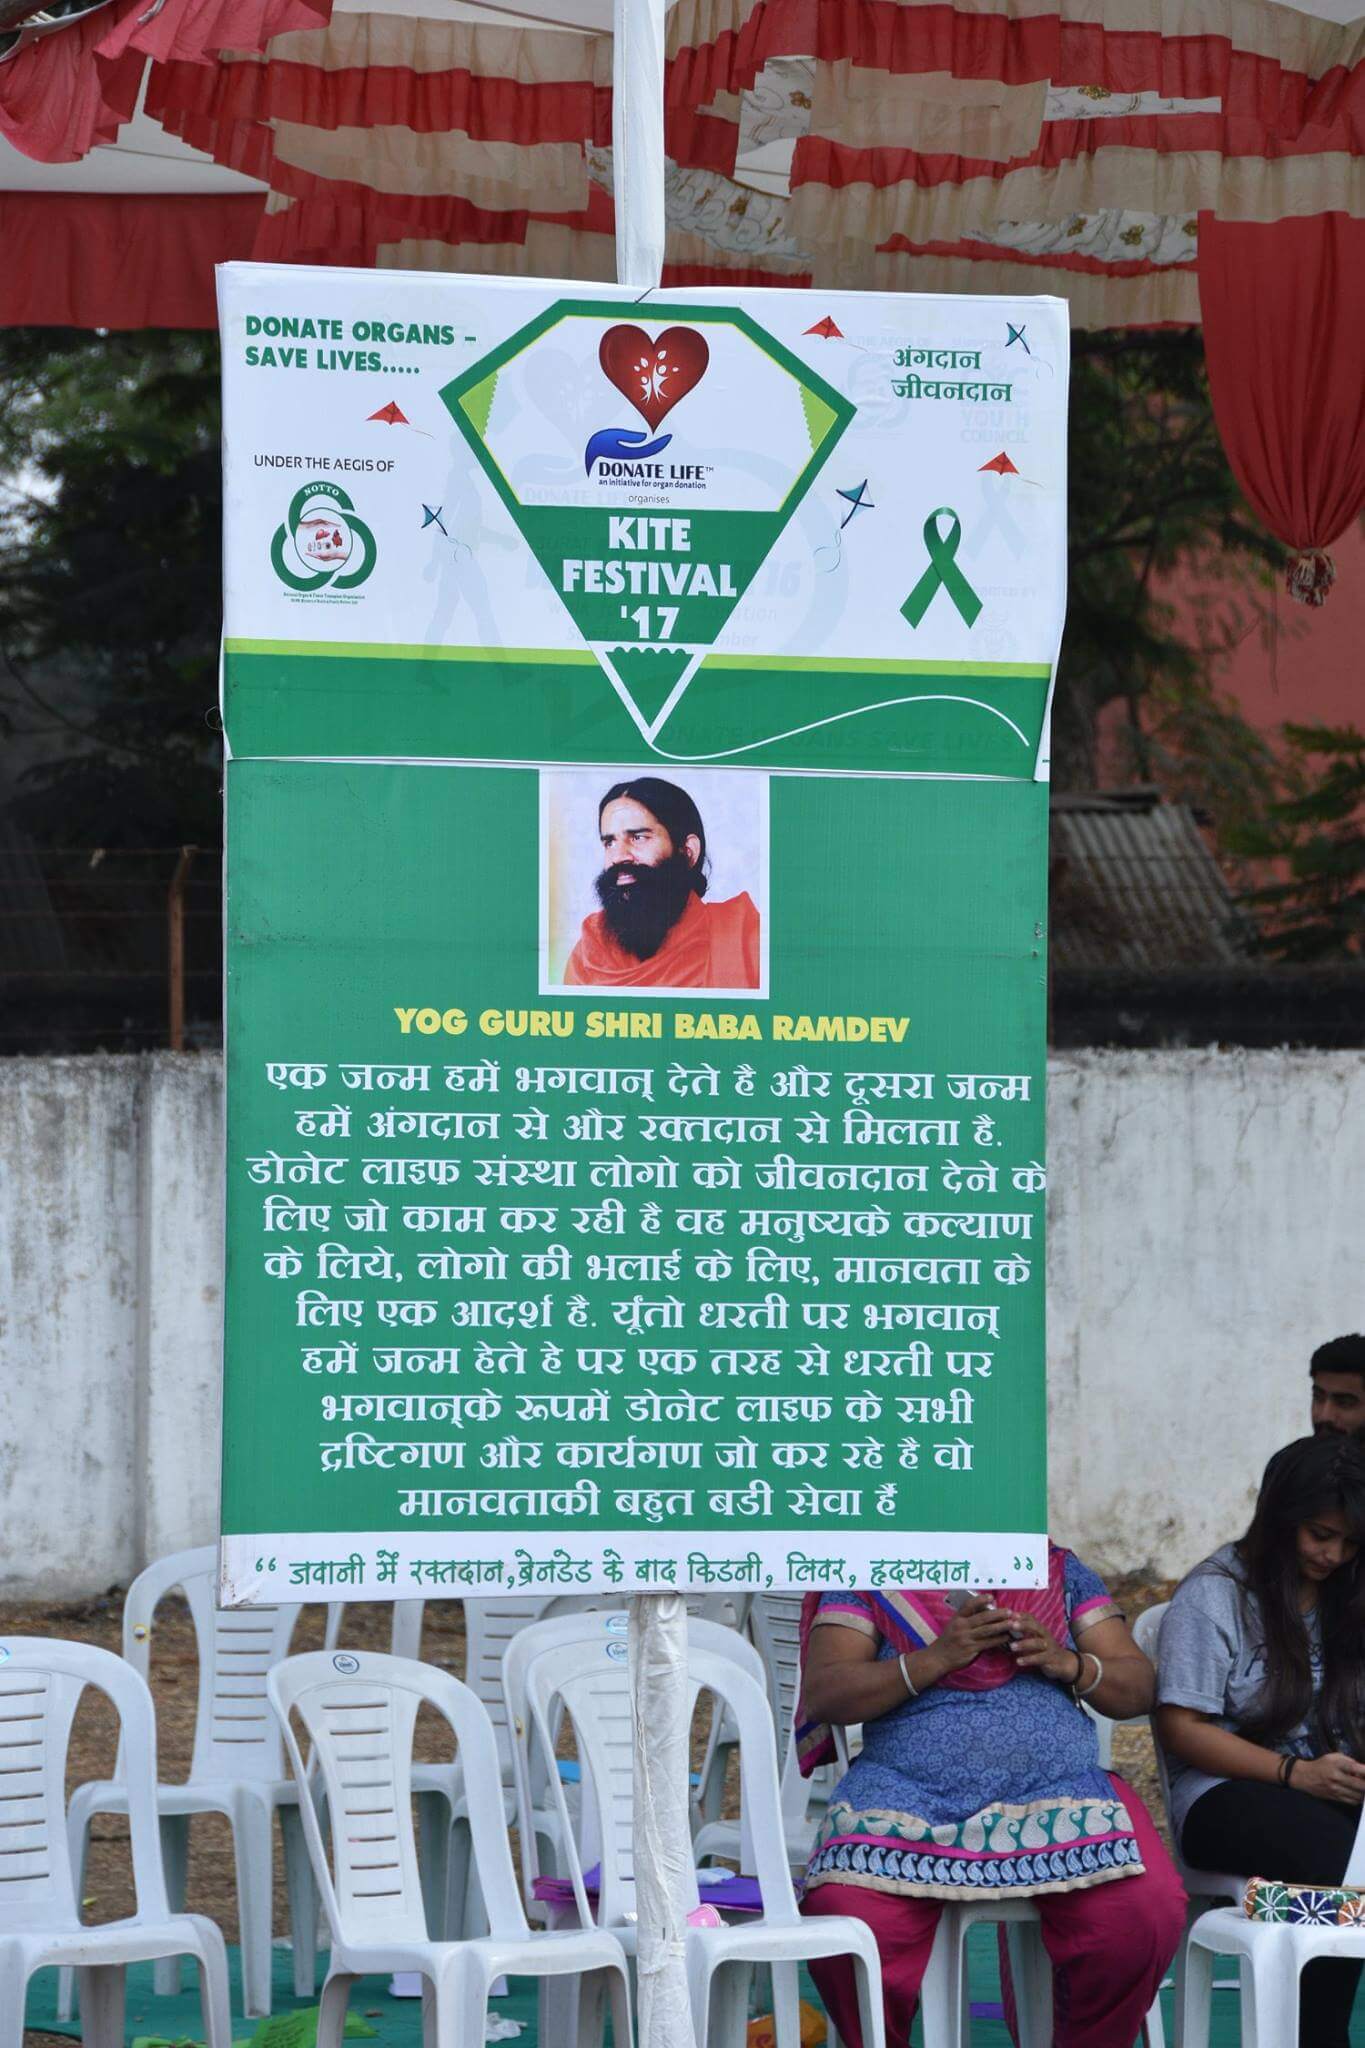 DONATE ORGANS –
SAVE LIVES.....
UNDER THE AEGIS OF
NOTTO
DONATE LIFE™
an initiative for organ donation
organises
KITE
FESTIVAL
'17
अंगदान
जीवनदान
YOG GURU SHRI BABA RAMDEV
एक जन्म हमें भगवान् देते है और दूसरा जन्म
हमें अंगदान से और रक्तदान से मिलता है.
डोनेट लाइफ संस्था लोगो को जीवनदान देने के
लिए जो काम कर रही है वह मनुष्यके कल्याण
के लिये, लोगो की भलाई के लिए, मानवता के
लिए एक आदर्श है. यूंतो धरती पर भगवान्
हमें जन्म हेते हे पर एक तरह से धरती पर
भगवान्के रूपमें डोनेट लाइफ के सभी
द्रष्टिगण और कार्यगण जो कर रहे है वो
मानवताकी बहुत बडी सेवा हैं
“ जवानी में रक्तदान,ब्रेनडेड के बाद किडनी, लिवर, हृदयदान...”